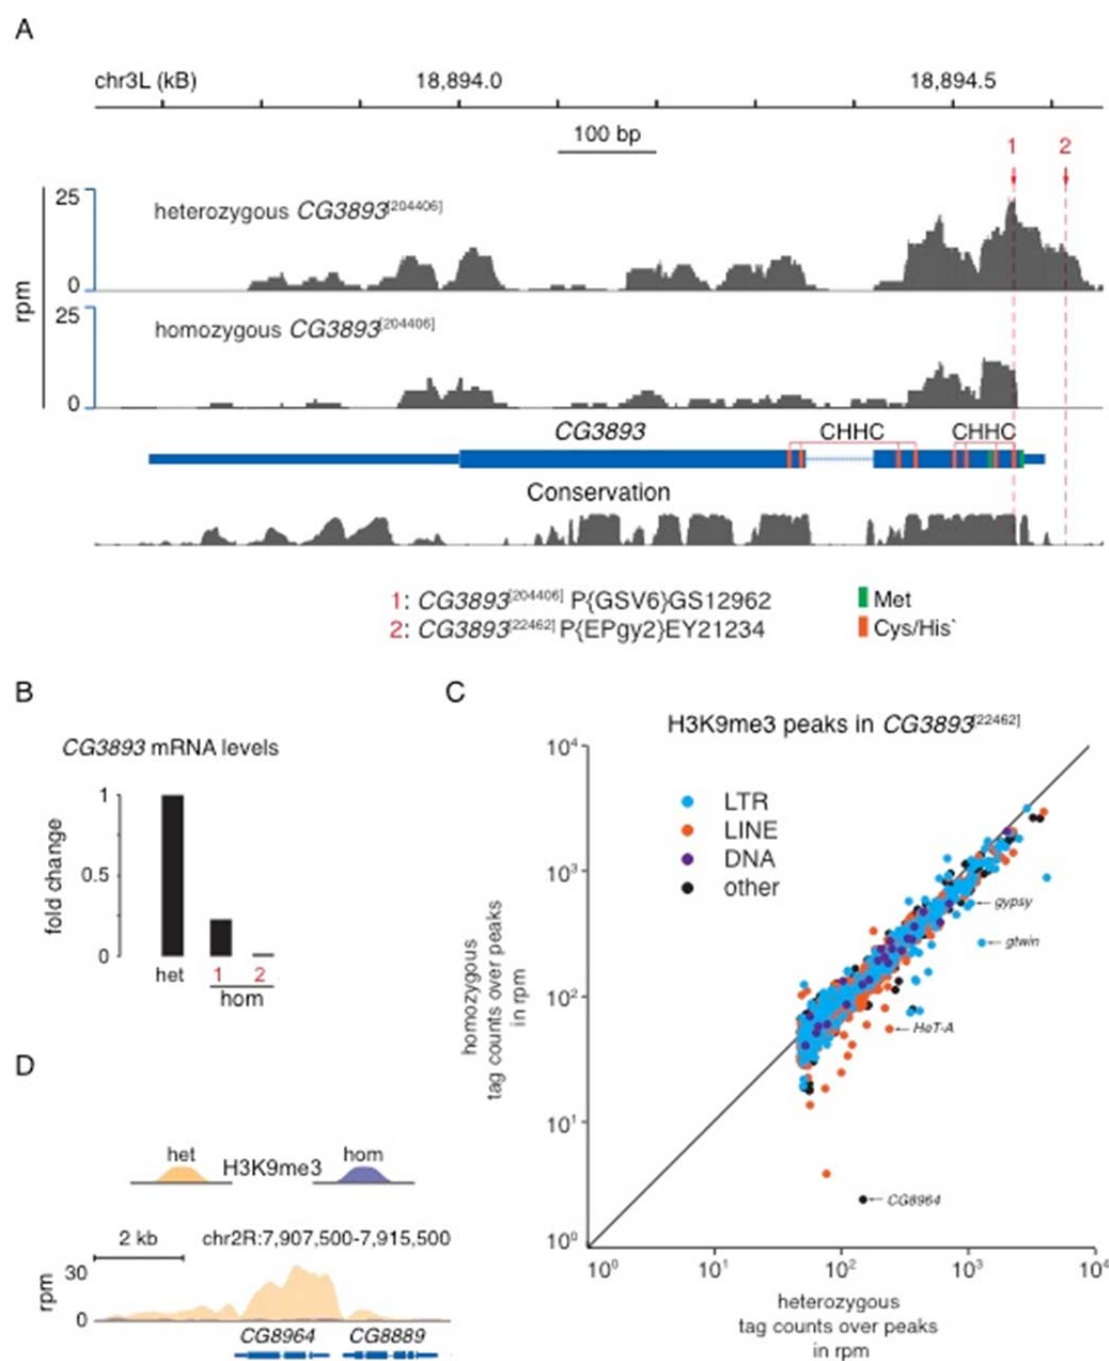 A
chr3L (kB) 18,894.0 18,894.5
100 bp
1 2
25
heterozygous CG3893[204406]
0
rpm
25
homozygous CG3893[204406]
0
CG3893 CHHC CHHC
Conservation
1: CG3893[204406] P{GSV6}GS12962
2: CG3893[22462] P{EPgy2}EY21234
Met
Cys/His`
B
CG3893 mRNA levels
fold change
1
0.5
0
het 1 2
hom
C
H3K9me3 peaks in CG3893[22462]
10⁴
LTR
LINE
DNA
other
10³
gypsy
gtwin
10²
HeT-A
10¹
CG8964
10⁰
10⁰ 10¹ 10² 10³ 10⁴
homozygous
tag counts over peaks
in rpm
heterozygous
tag counts over peaks
in rpm
D
het H3K9me3 hom
2 kb chr2R:7,907,500-7,915,500
rpm
30
0
CG8964 CG8889